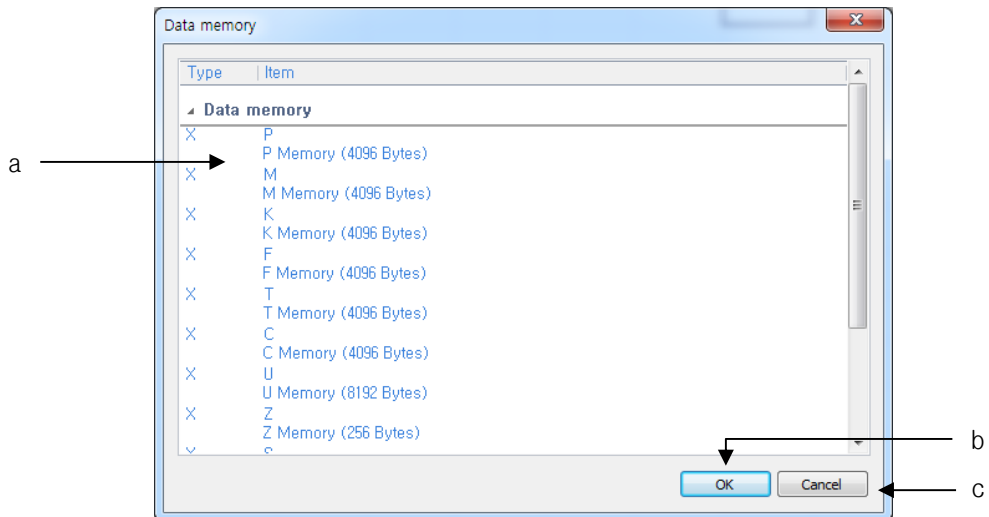 Data memory
Type Item
Data memory
X P
P Memory (4096 Bytes)
a
X M
M Memory (4096 Bytes)
X K
K Memory (4096 Bytes)
X F
F Memory (4096 Bytes)
X T
T Memory (4096 Bytes)
X C
C Memory (4096 Bytes)
X U
U Memory (8192 Bytes)
X Z
Z Memory (256 Bytes)
b
OK Cancel
c